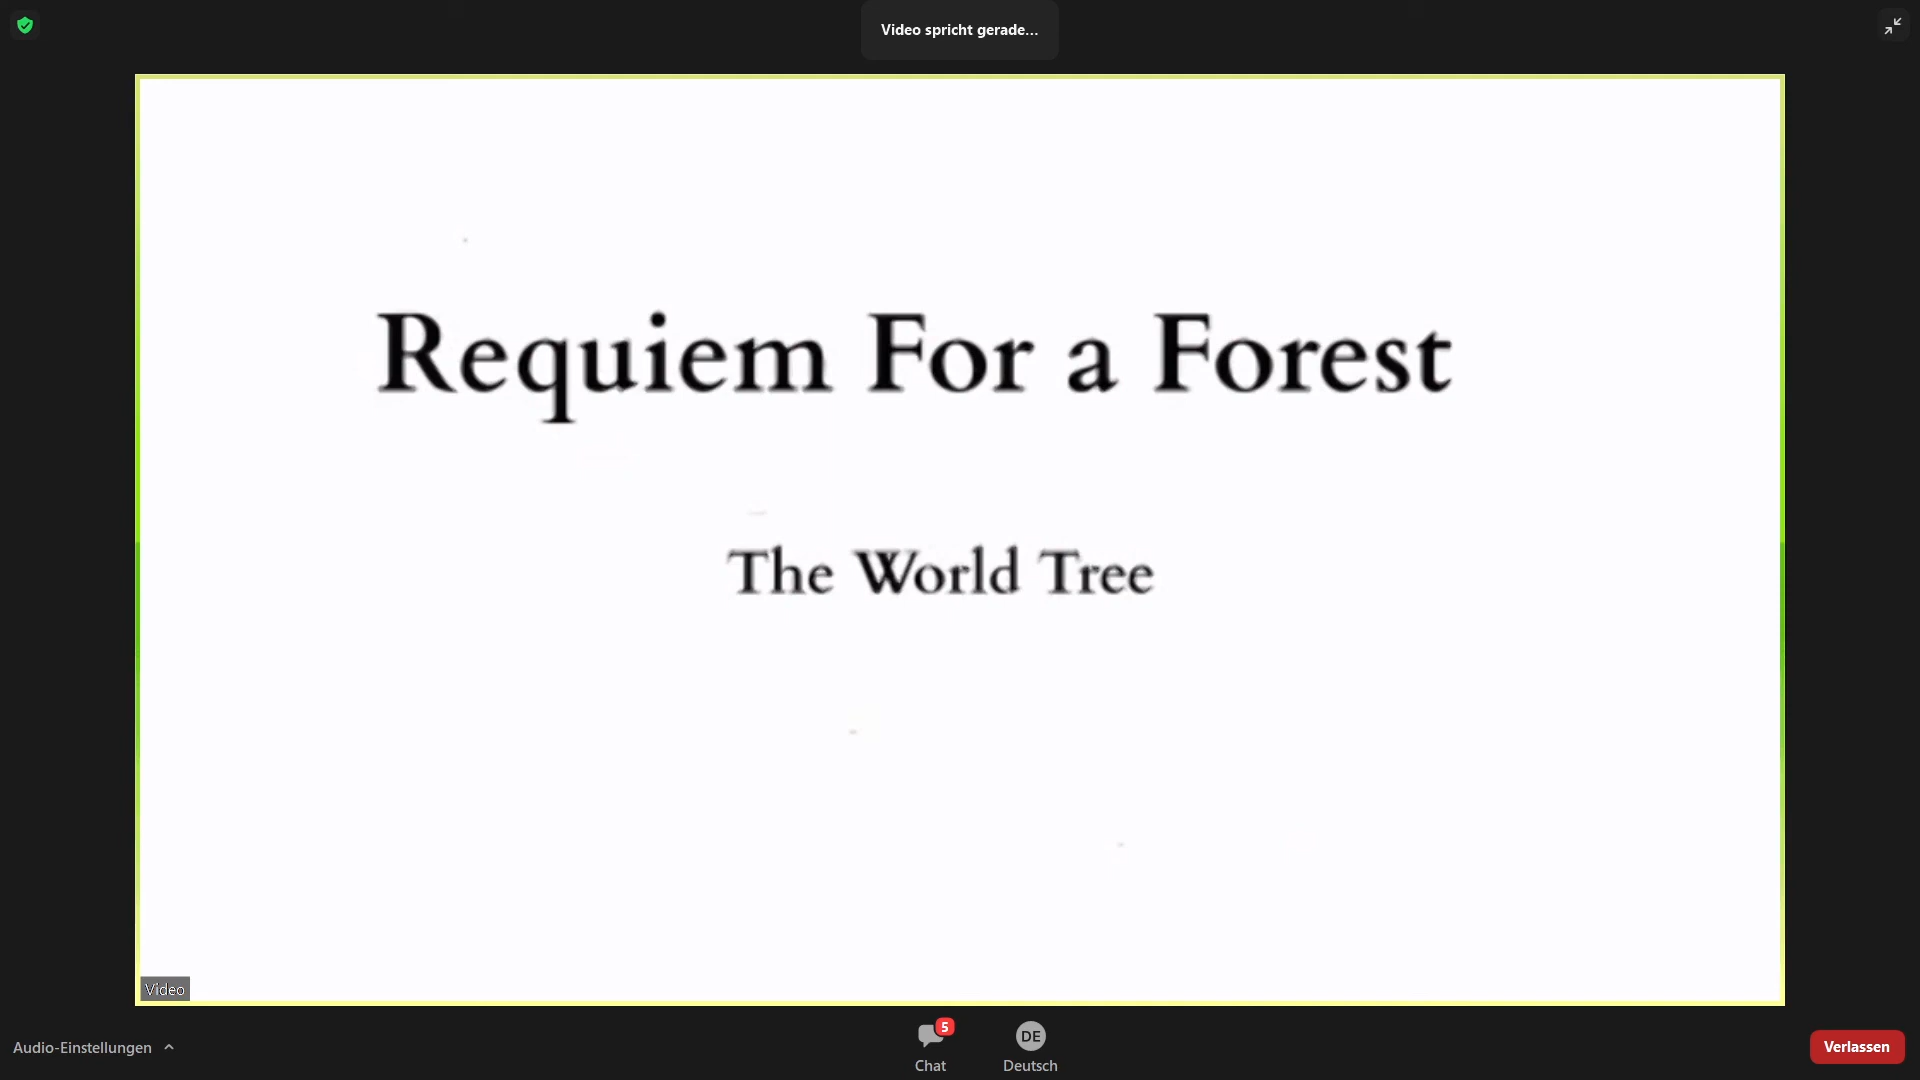 Video spricht gerade...
Requiem For a Forest
The World Tree
Video
Audio-Einstellungen
5
Chat
DE
Deutsch
Verlassen